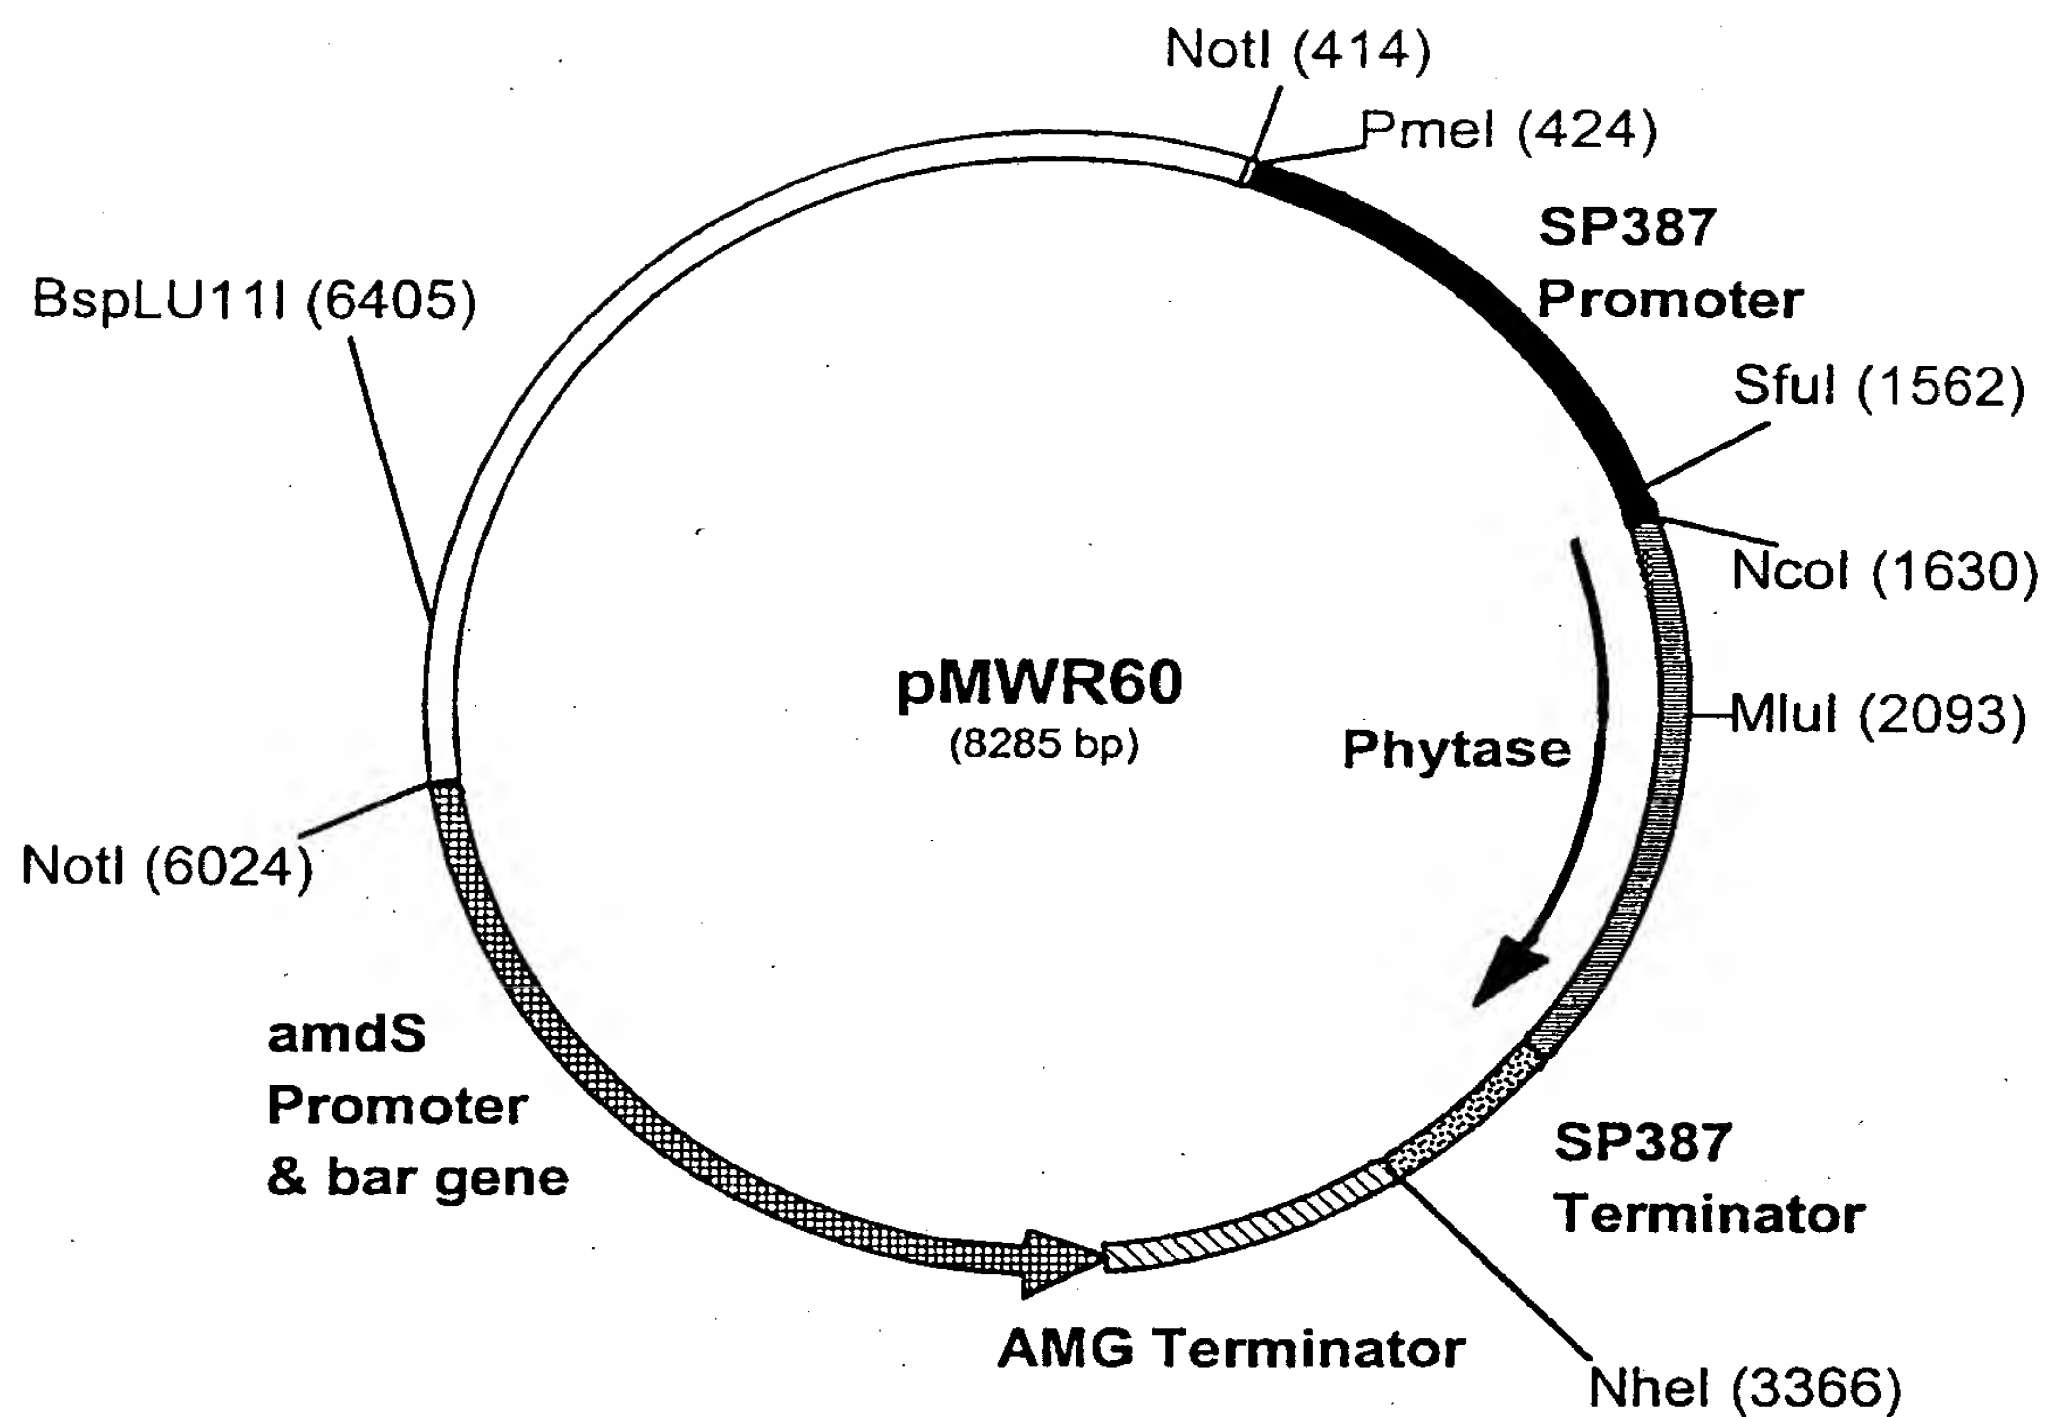 NotI (414)
PmeI (424)
SP387
Promoter
BspLU11I (6405)
SfuI (1562)
NcoI (1630)
pMWR60
(8285 bp)
MluI (2093)
Phytase
NotI (6024)
amdS
Promoter
& bar gene
SP387
Terminator
AMG Terminator
NheI (3366)